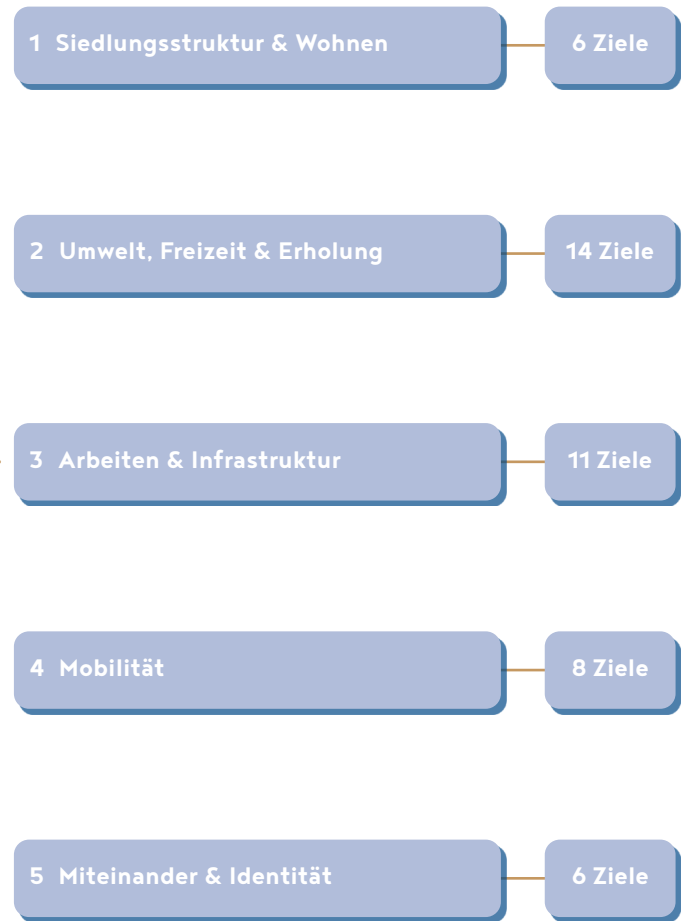 1 Siedlungsstruktur & Wohnen 6 Ziele
2 Umwelt, Freizeit & Erholung 14 Ziele
3 Arbeiten & Infrastruktur 11 Ziele
4 Mobilität 8 Ziele
5 Miteinander & Identität 6 Ziele